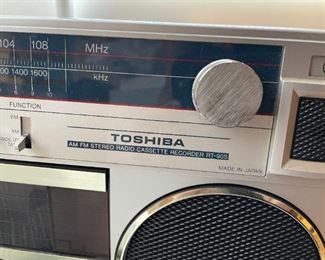 104 108 MHz
1400 1600 kHz
FUNCTION
FM
AM
TAPE
TOSHIBA
AM FM STEREO RADIO CASSETTE RECORDER RT-90S
MADE IN JAPAN